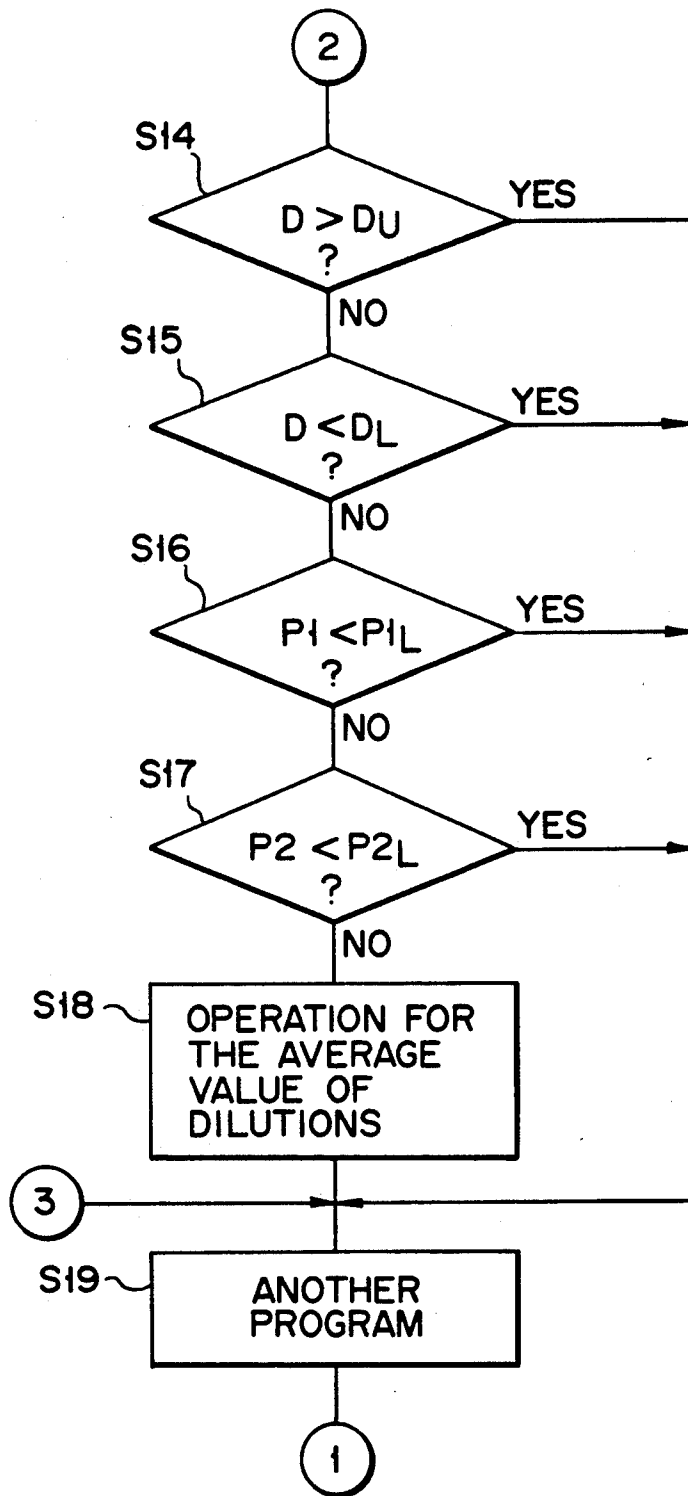 2
S14
D > DU
?
YES
NO
S15
D < DL
?
YES
NO
S16
P1 < P1L
?
YES
NO
S17
P2 < P2L
?
YES
NO
S18
OPERATION FOR
THE AVERAGE
VALUE OF
DILUTIONS
3
S19
ANOTHER
PROGRAM
1